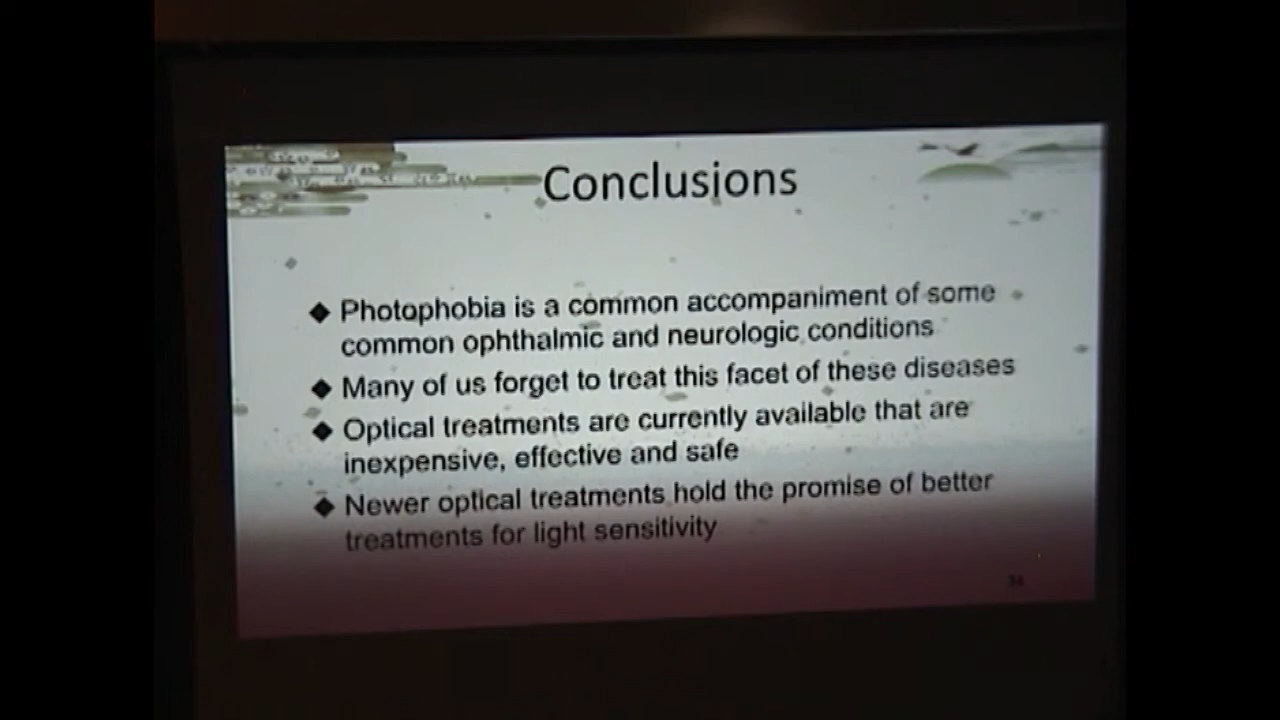 Conclusions
◆ Photophobia is a common accompaniment of some
common ophthalmic and neurologic conditions
◆ Many of us forget to treat this facet of these diseases
◆ Optical treatments are currently available that are
inexpensive, effective and safe
◆ Newer optical treatments hold the promise of better
treatments for light sensitivity